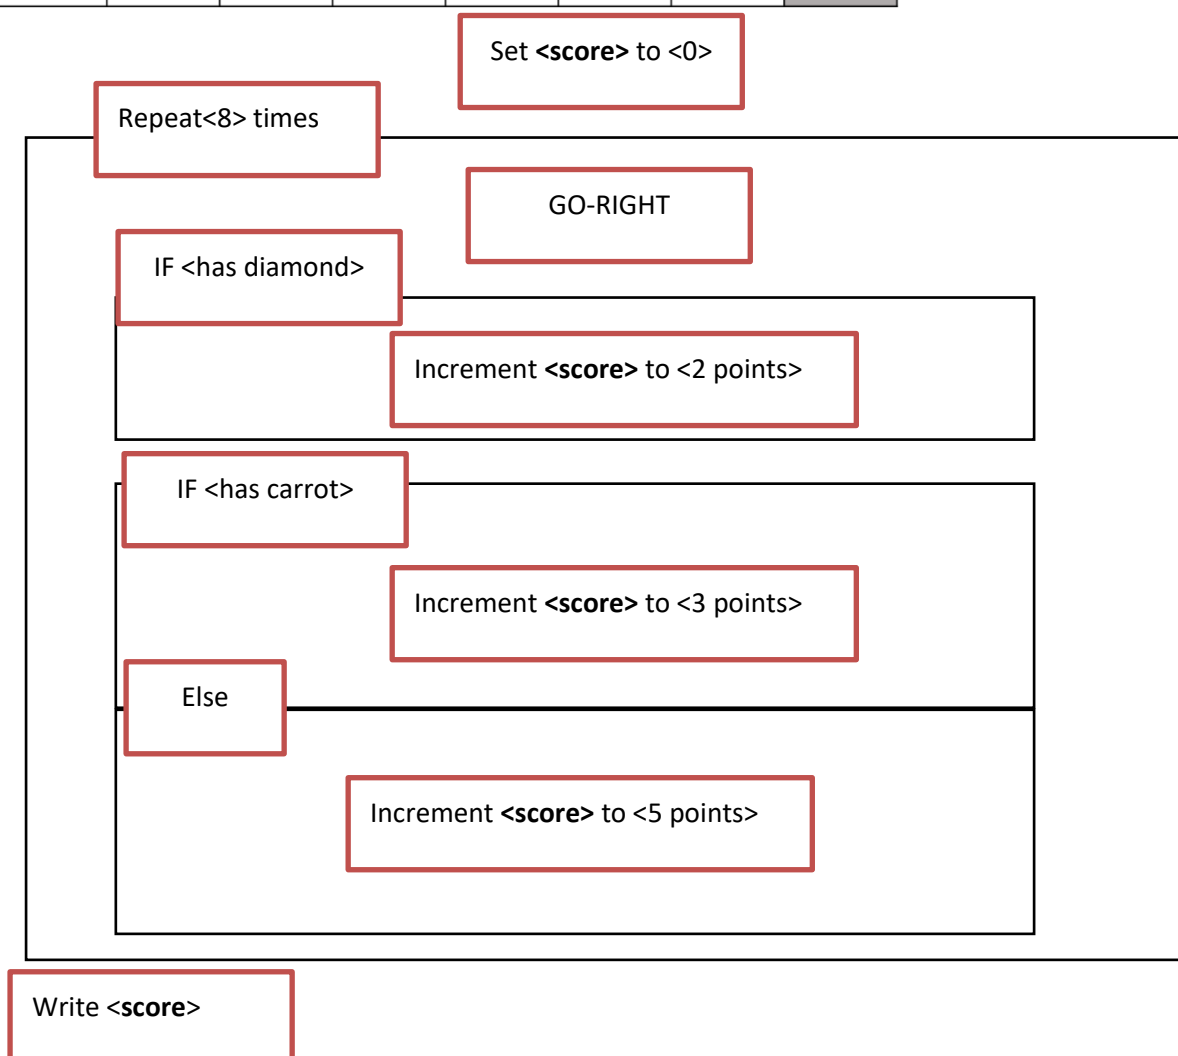 Set <score> to <0>
Repeat<8> times
GO-RIGHT
IF <has diamond>
Increment <score> to <2 points>
IF <has carrot>
Increment <score> to <3 points>
Else
Increment <score> to <5 points>
Write <score>